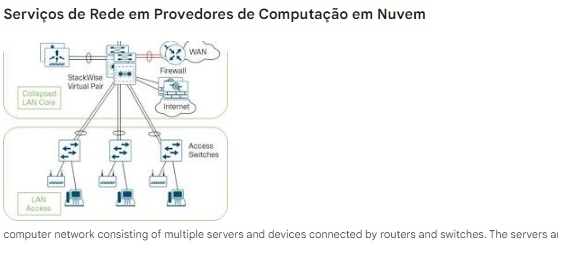 Serviços de Rede em Provedores de Computação em Nuvem
WAN
StackWise
Virtual Pair
Firewall
Collapsed
LAN Core
Internet
Access
Switches
LAN
Access
computer network consisting of multiple servers and devices connected by routers and switches. The servers a